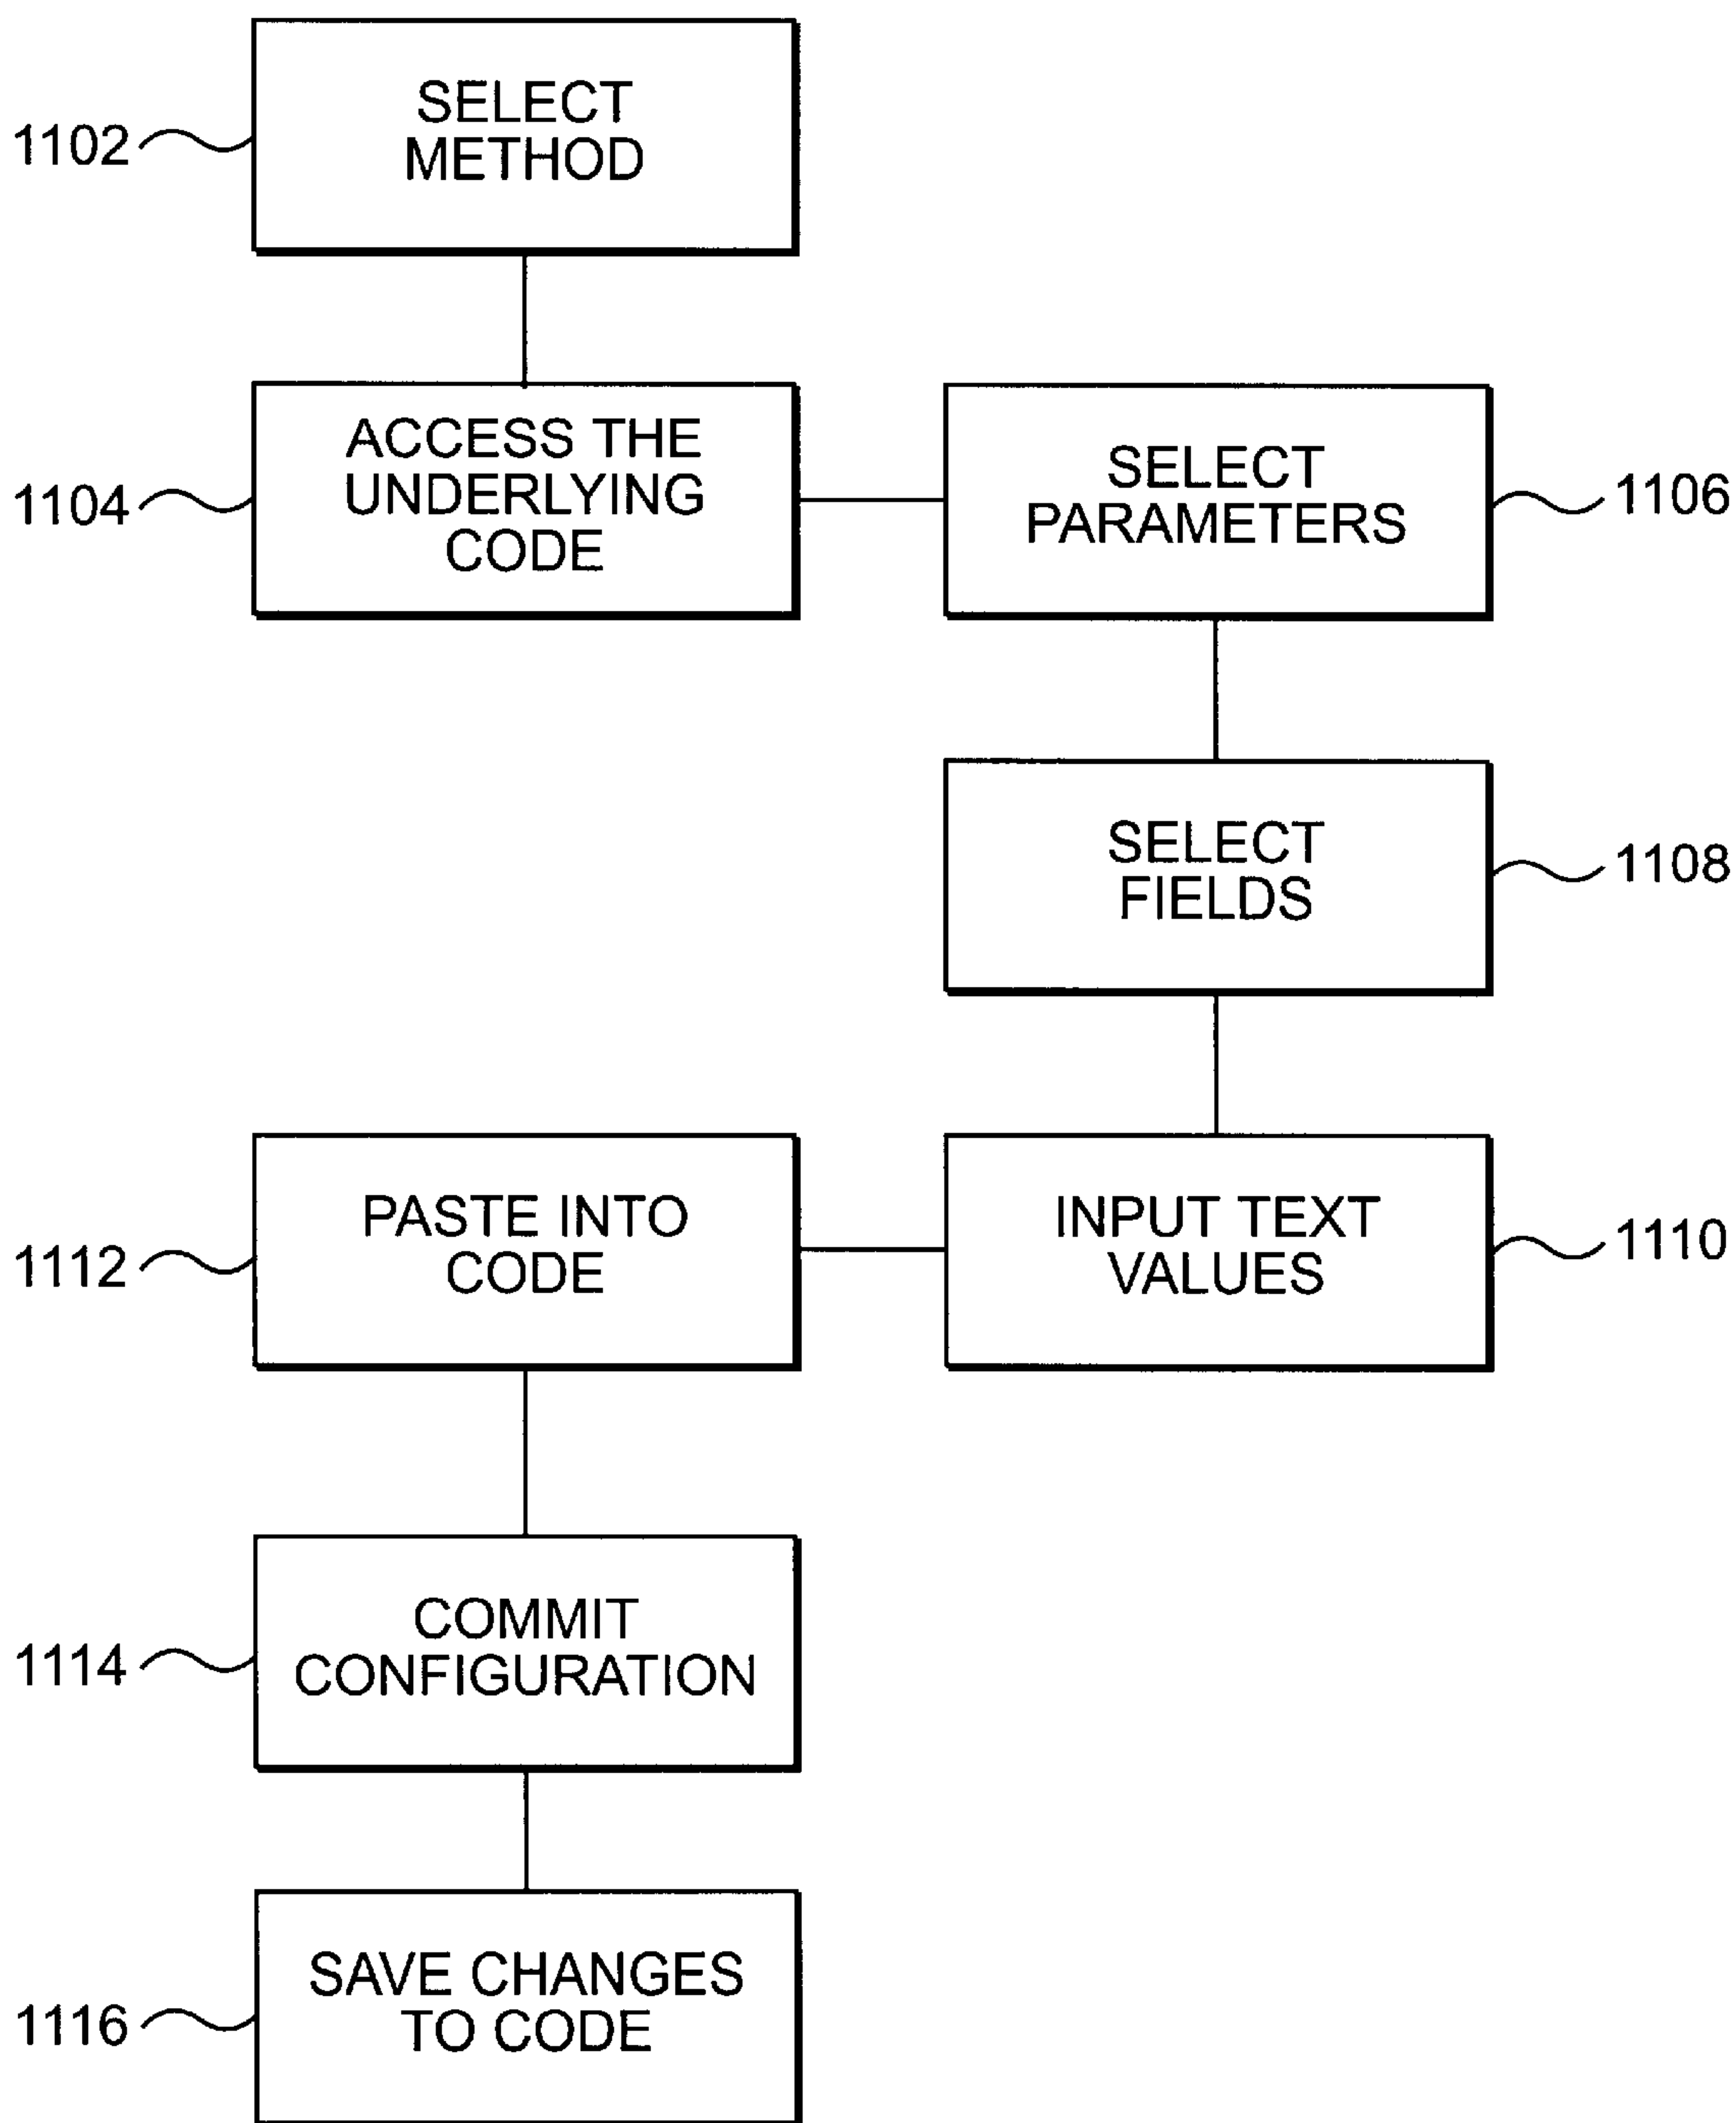 1102
SELECT
METHOD
1104
ACCESS THE
UNDERLYING
CODE
SELECT
PARAMETERS
1106
SELECT
FIELDS
1108
INPUT TEXT
VALUES
1110
1112
PASTE INTO
CODE
1114
COMMIT
CONFIGURATION
1116
SAVE CHANGES
TO CODE